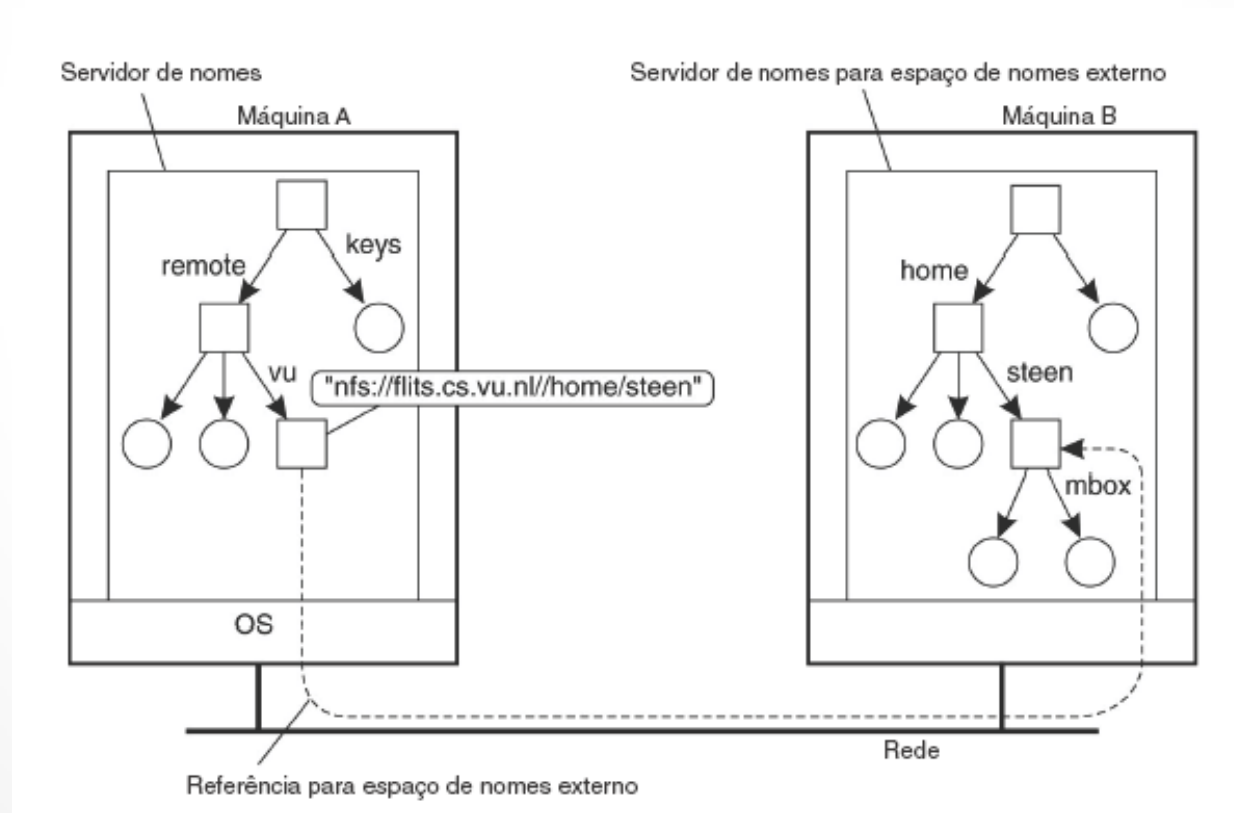 Servidor de nomes
Servidor de nomes para espaço de nomes externo
Máquina A
Máquina B
keys
remote
home
vu
"nfs://flits.cs.vu.nl//home/steen"
steen
mbox
OS
Rede
Referência para espaço de nomes externo